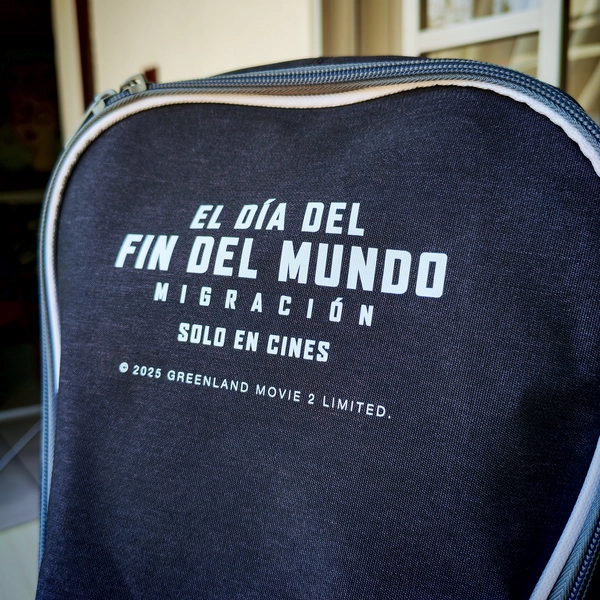 EL DÍA DEL
FIN DEL MUNDO
MIGRACIÓN
SOLO EN CINES
© 2025 GREENLAND MOVIE 2 LIMITED.